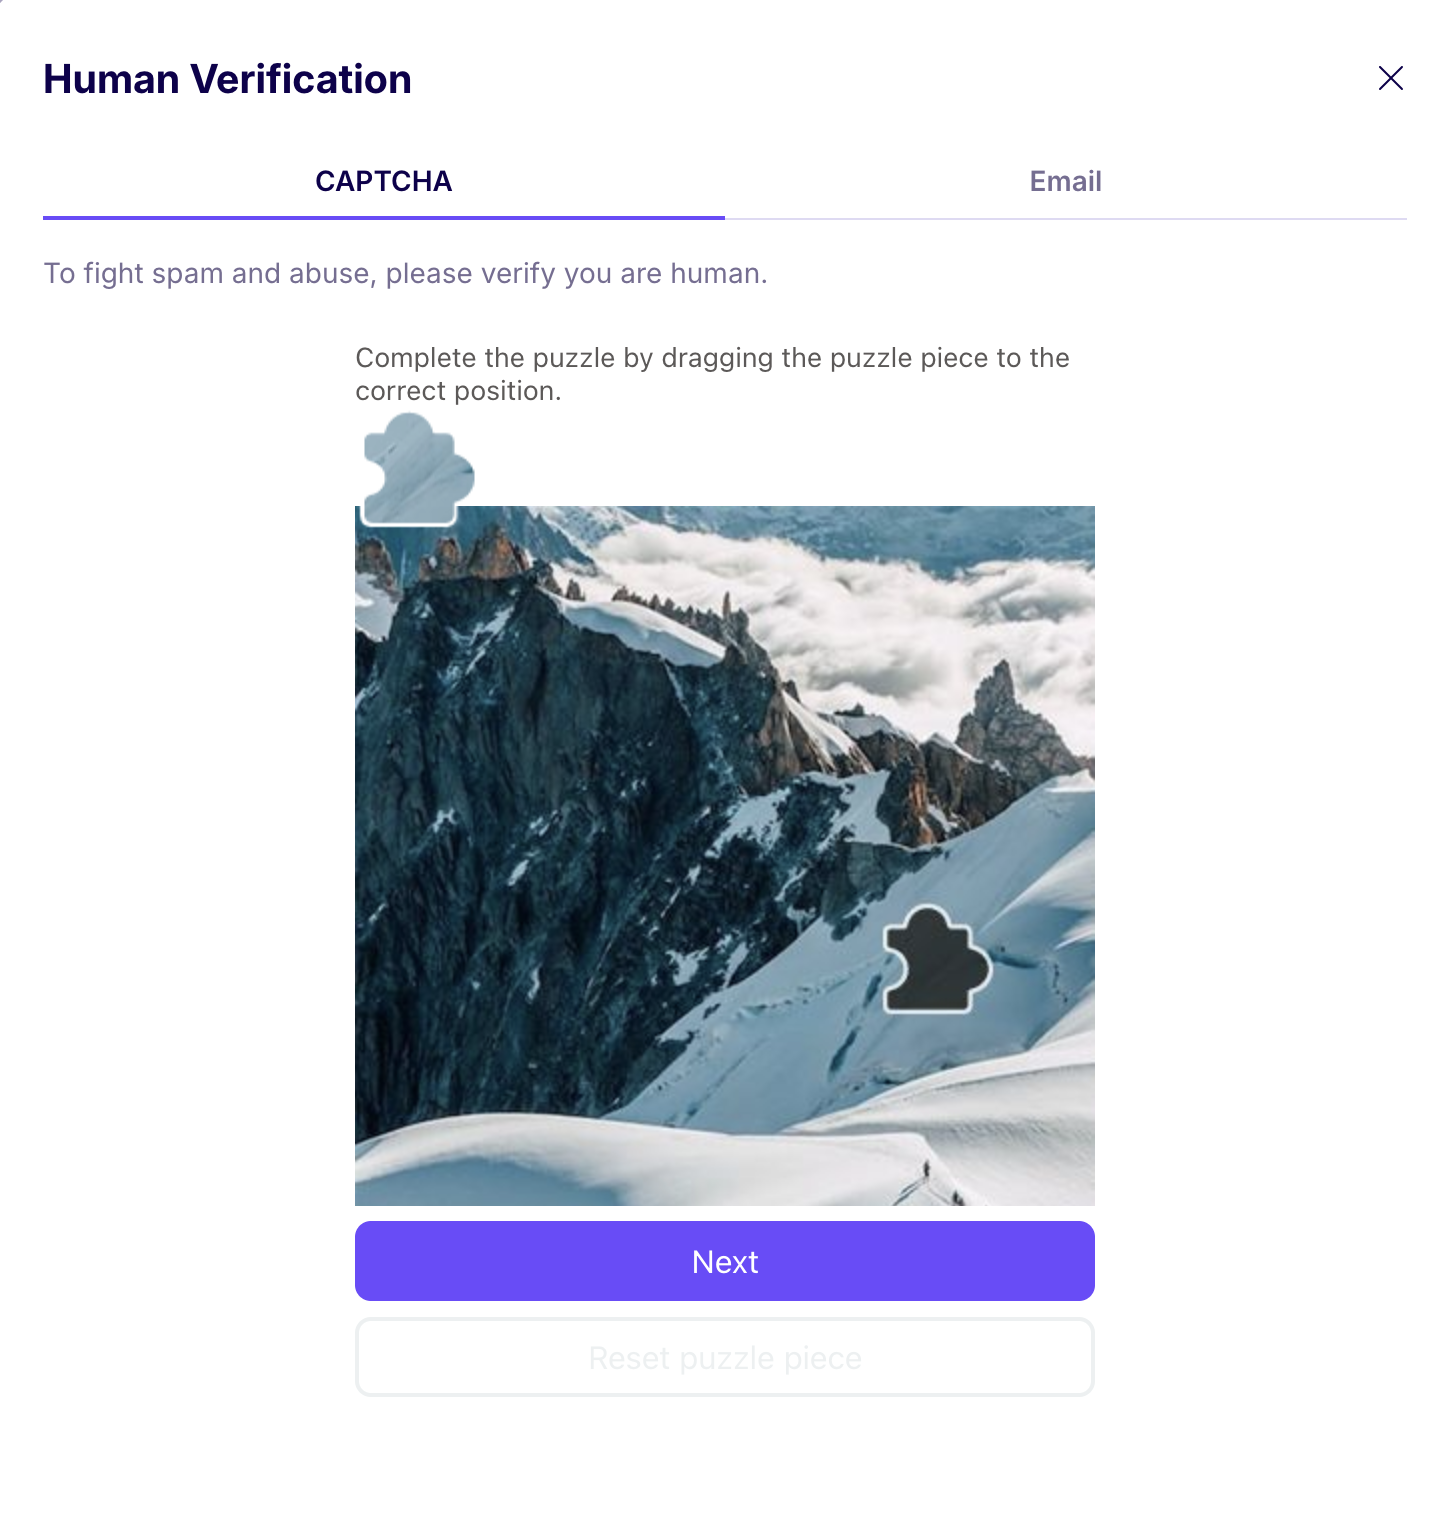 Human Verification
CAPTCHA
Email
To fight spam and abuse, please verify you are human.
Complete the puzzle by dragging the puzzle piece to the
correct position.
Next
Reset puzzle piece